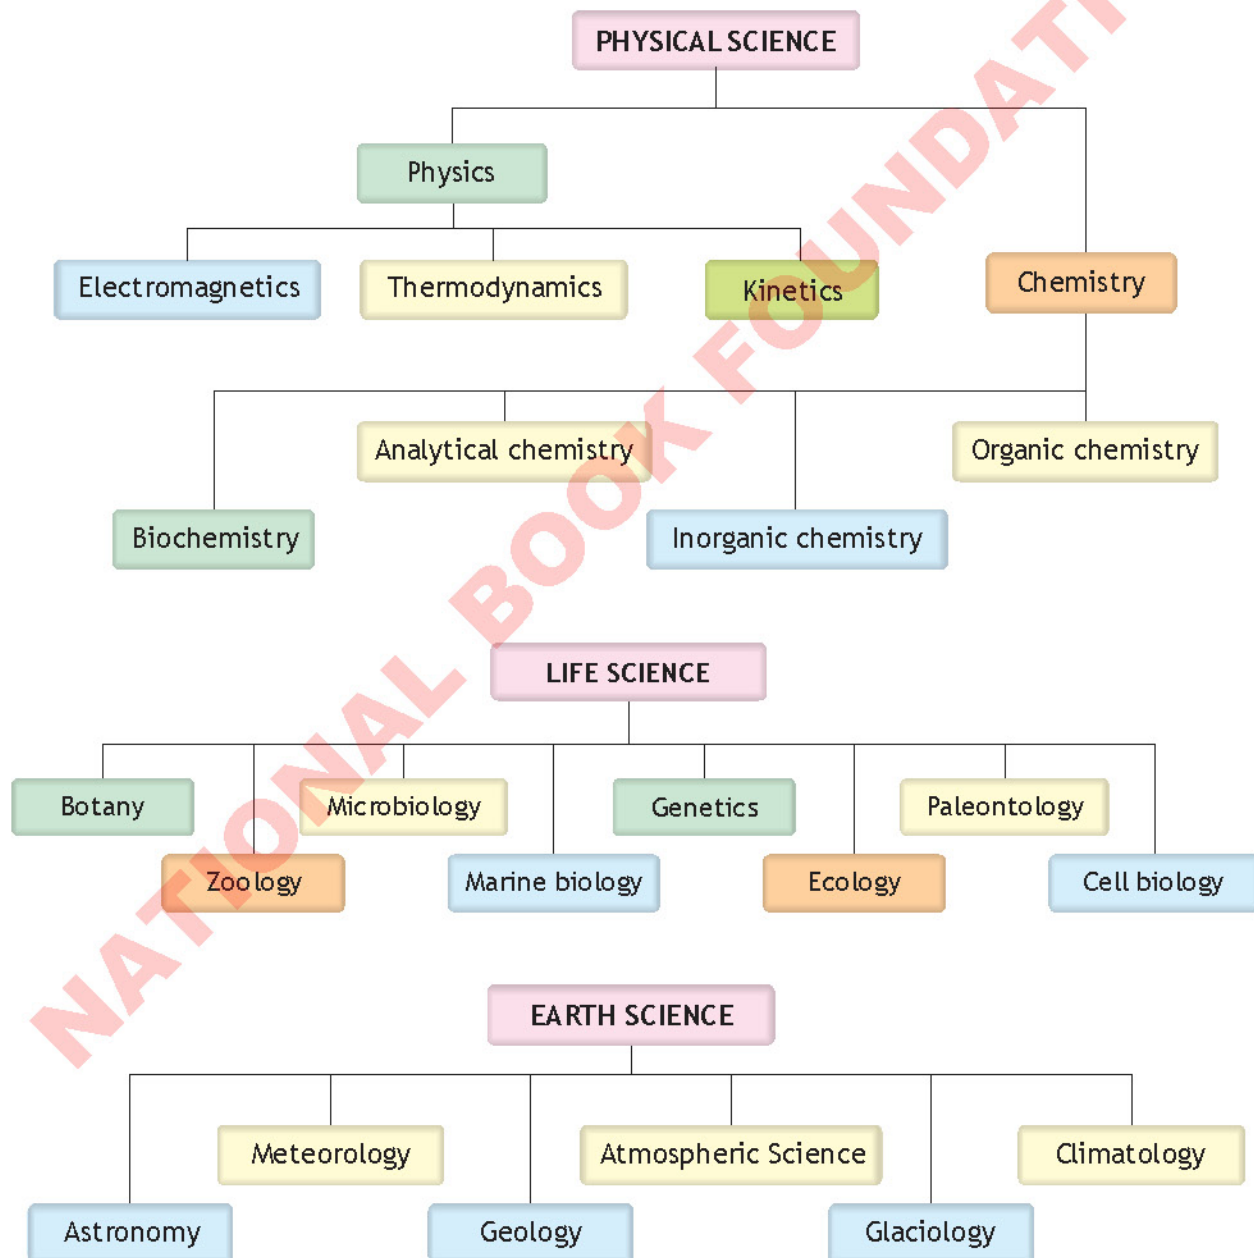 PHYSICAL SCIENCE
Physics
Electromagnetics
Thermodynamics
Kinetics
Chemistry
Analytical chemistry
Organic chemistry
Biochemistry
Inorganic chemistry
LIFE SCIENCE
Botany
Microbiology
Genetics
Paleontology
Zoology
Marine biology
Ecology
Cell biology
EARTH SCIENCE
Meteorology
Atmospheric Science
Climatology
Astronomy
Geology
Glaciology
NATIONAL BOOK FOUNDATI